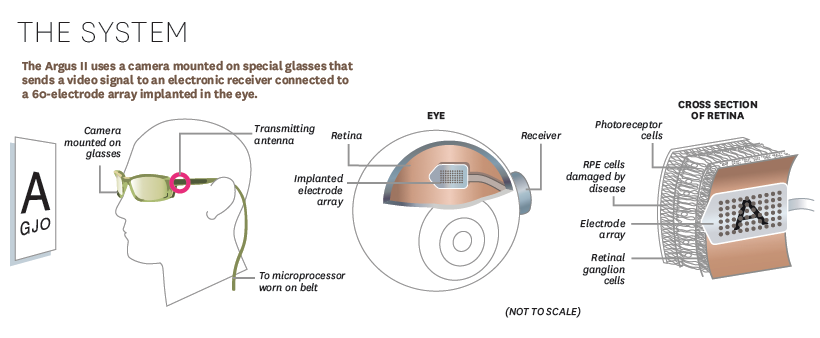 THE SYSTEM
The Argus II uses a camera mounted on special glasses that
sends a video signal to an electronic receiver connected to
a 60-electrode array implanted in the eye.
A
GJO
Camera
mounted on
glasses
Transmitting
antenna
To microprocessor
worn on belt
EYE
Retina
Implanted
electrode
array
Receiver
(NOT TO SCALE)
CROSS SECTION
OF RETINA
Photoreceptor
cells
RPE cells
damaged by
disease
Electrode
array
Retinal
ganglion
cells
A